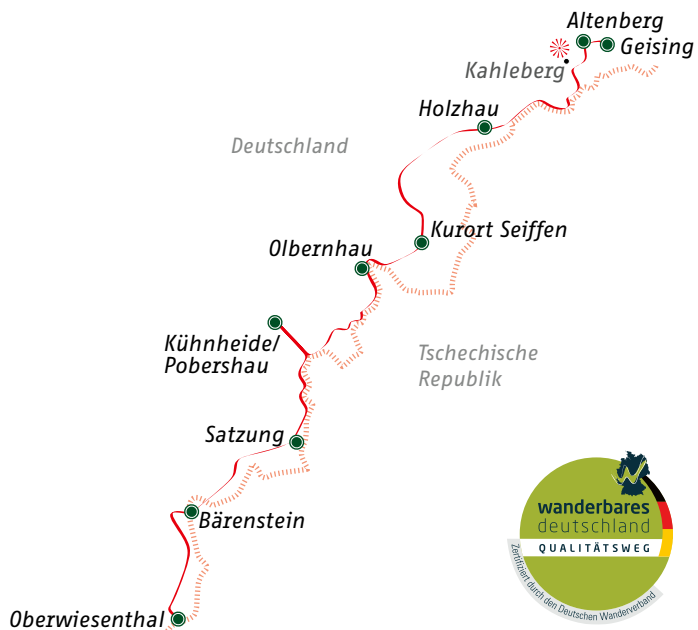 Altenberg
Geising
Kahleberg
Holzhau
Deutschland
Kurort Seiffen
Olbernhau
Kühnheide/
Pobershau
Tschechische
Republik
Satzung
Bärenstein
Oberwiesenthal
wanderbares
deutschland
QUALITÄTSWEG
Zertifiziert durch den Deutschen Wanderverband